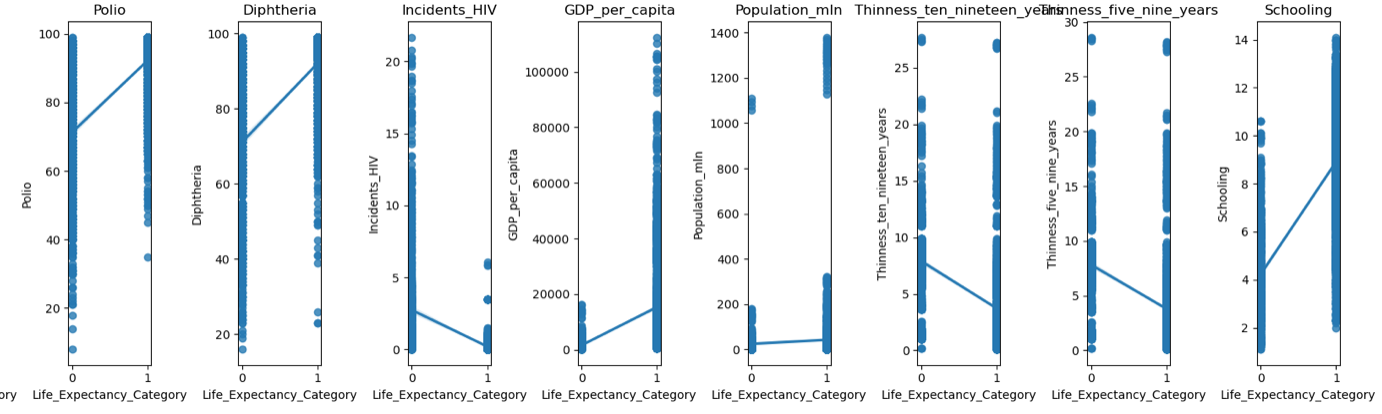 Polio
Diphtheria
Incidents_HIV
GDP_per_capita
Population_mln
Thinness_ten_nineteen_years
Thinness_five_nine_years
Schooling
Polio
100
80
60
40
20
Diphtheria
100
80
60
40
20
Incidents_HIV
20
15
10
5
0
GDP_per_capita
100000
80000
60000
40000
20000
0
Population_mln
1400
1200
1000
800
600
400
200
0
Thinness_ten_nineteen_years
25
20
15
10
5
0
Thinness_five_nine_years
30
25
20
15
10
5
0
Schooling
14
12
10
8
6
4
2
0 1
0 1
0 1
0 1
0 1
0 1
0 1
0 1
gory
Life_Expectancy_Category
Life_Expectancy_Category
Life_Expectancy_Category
Life_Expectancy_Category
Life_Expectancy_Category
Life_Expectancy_Category
Life_Expectancy_Category
Life_Expectancy_Category